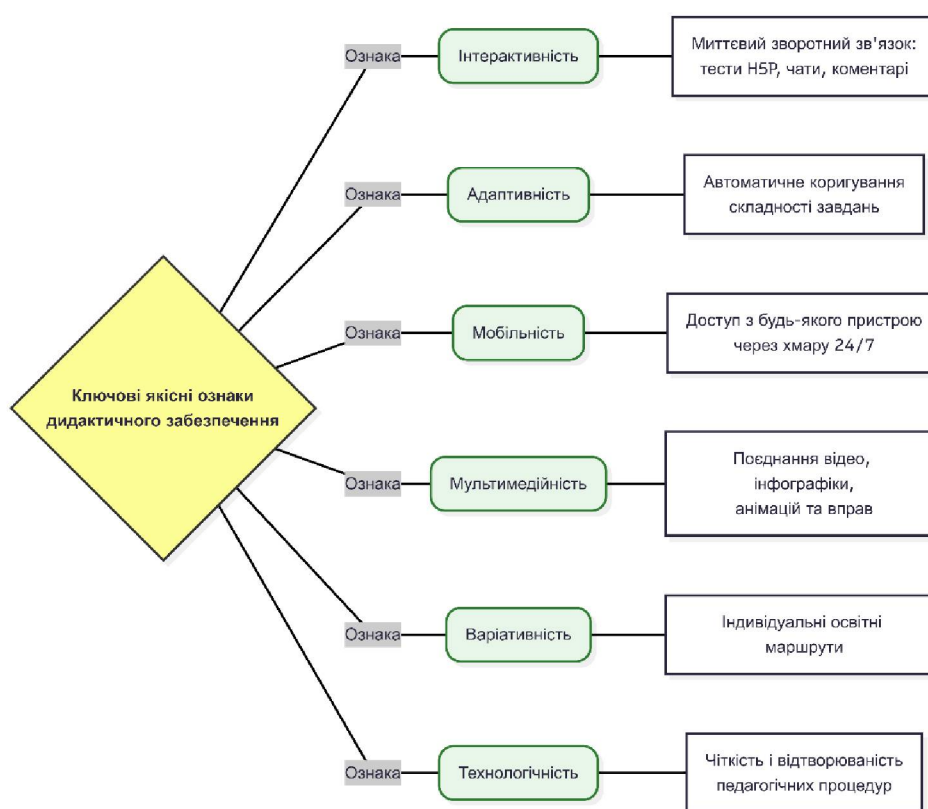 Ознака
Інтерактивність
Миттєвий зворотний зв'язок:
тести H5P, чати, коментарі
Ознака
Адаптивність
Автоматичне коригування
складності завдань
Ознака
Мобільність
Доступ з будь-якого пристрою
через хмару 24/7
Ключові якісні ознаки
дидактичного забезпечення
Ознака
Мультимедійність
Поєднання відео,
інфографіки,
анімацій та вправ
Ознака
Варіативність
Індивідуальні освітні
маршрути
Ознака
Технологічність
Чіткість і відтворюваність
педагогічних процедур